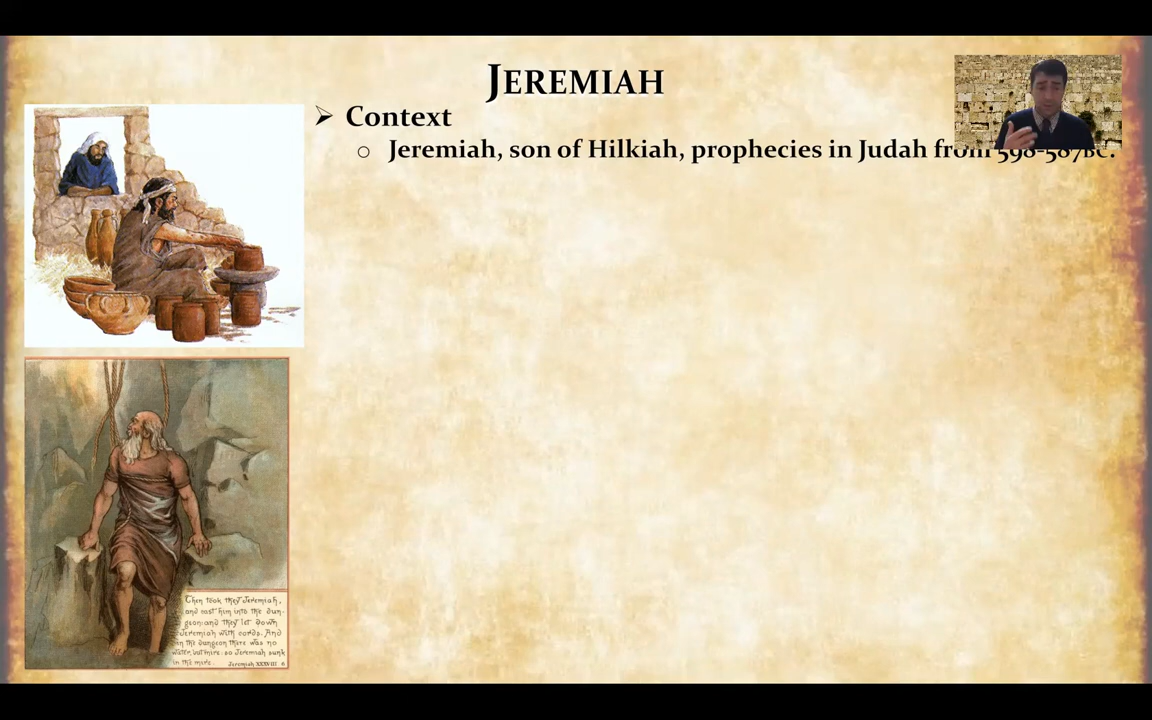 JEREMIAH
➢ Context
o Jeremiah, son of Hilkiah, prophecies in Judah from 598-587BC.
Then took they Jeremiah,
and cast him into the dun-
geon: and they let down
Jeremiah with cords. And
in the dungeon there was no
water, but mire: so Jeremiah sunk
in the mire. Jeremiah XXXVIII 6